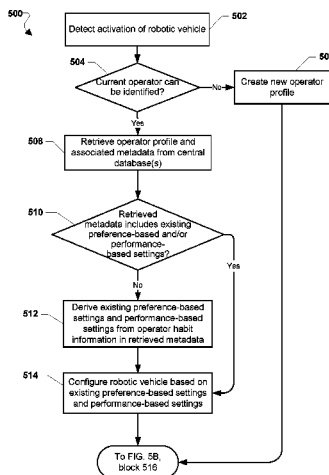 500
502
Detect activation of robotic vehicle
504
50
Current operator can
be identified?
No
Create new operator
profile
Yes
508
Retrieve operator profile and
associated metadata from central
database(s)
510
Retrieved
metadata includes existing
preference-based and/or
performance-
based settings?
Yes
No
512
Derive existing preference-based
settings and performance-based
settings from operator habit
information in retrieved metadata
514
Configure robotic vehicle based on
existing preference-based settings
and performance-based settings
To FIG. 5B,
block 516